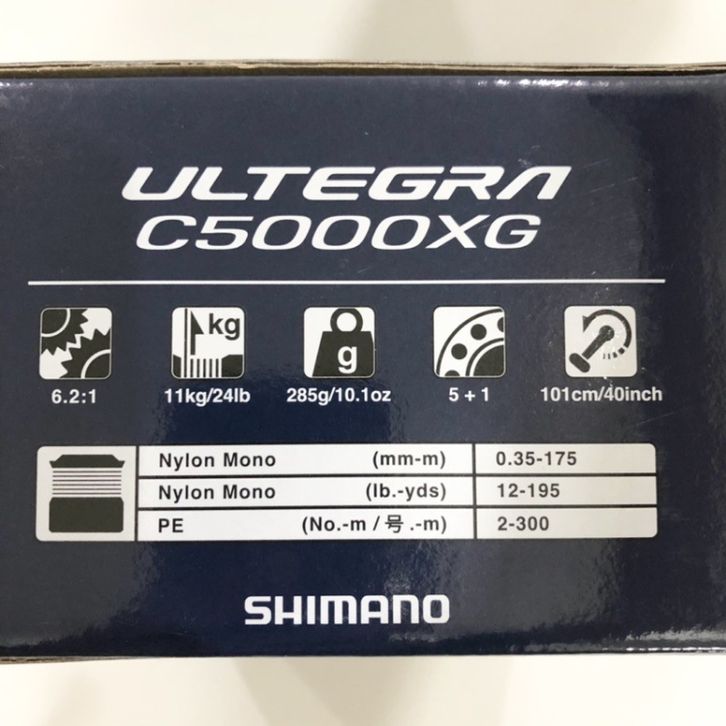 ULTEGRA
C5000XG
kg
g
6.2:1 11kg/24lb 285g/10.1oz 5 + 1 101cm/40inch
Nylon Mono (mm-m) 0.35-175
Nylon Mono (lb.-yds) 12-195
PE (No.-m / 号 .-m) 2-300
SHIMANO